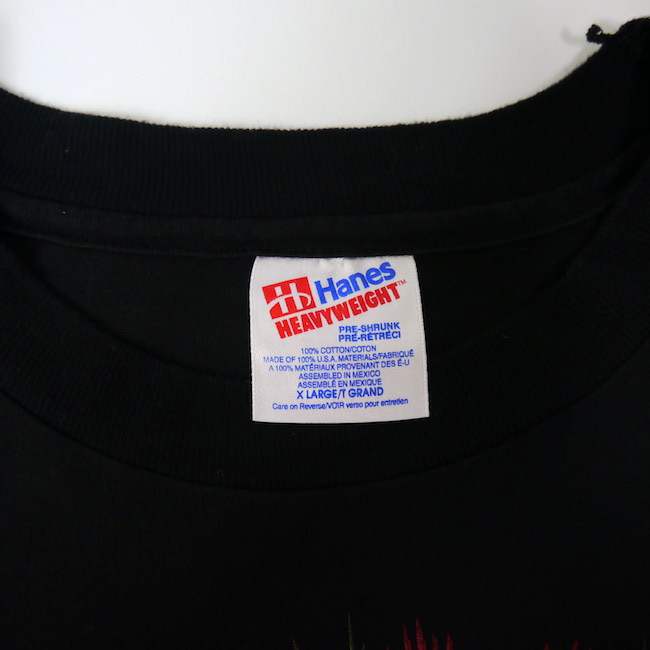 Hanes
HEAVYWEIGHT™
PRE-SHRUNK
PRE-RÉTRÉCI
100% COTTON/COTON
MADE OF 100% U.S.A. MATERIALS/FABRIQUÉ
A 100% MATÉRIAUX PROVENANT DES É-U
ASSEMBLED IN MEXICO
ASSEMBLÉ EN MEXIQUE
X LARGE/T GRAND
Care on Reverse/VOIR verso pour entretien